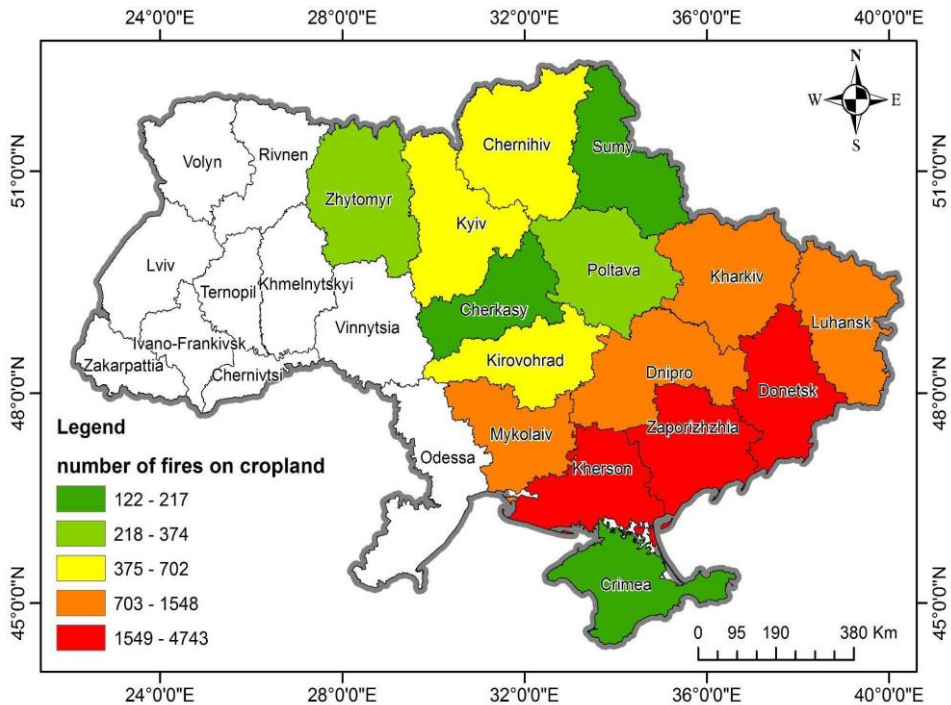 24°0'0"E 28°0'0"E 32°0'0"E 36°0'0"E 40°0'0"E
N
W E
S
51°0'0"N
48°0'0"N
45°0'0"N
51°0'0"N
48°0'0"N
45°0'0"N
Volyn
Rivnen
Zhytomyr
Chernihiv
Sumy
Kyiv
Lviv
Ternopil
Khmelnytskyi
Vinnytsia
Cherkasy
Poltava
Kharkiv
Luhansk
Ivano-Frankivsk
Zakarpattia
Chernivtsi
Kirovohrad
Dnipro
Donetsk
Odessa
Mykolaiv
Zaporizhzhia
Kherson
Crimea
Legend
number of fires on cropland
122 - 217
218 - 374
375 - 702
703 - 1548
1549 - 4743
0 95 190 380 Km
24°0'0"E 28°0'0"E 32°0'0"E 36°0'0"E 40°0'0"E